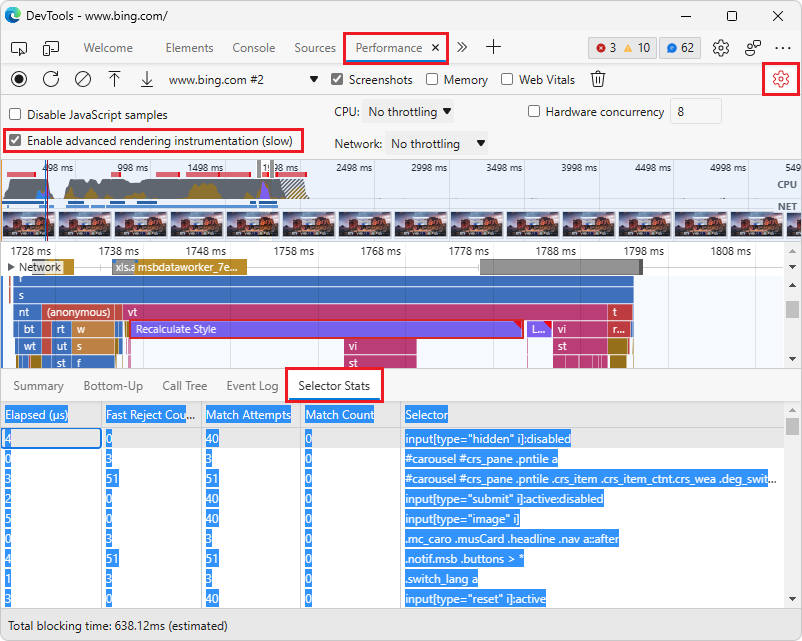 DevTools - www.bing.com/
Welcome Elements Console Sources Performance 3 10 62
www.bing.com #2 Screenshots Memory Web Vitals
Disable JavaScript samples CPU: No throttling Hardware concurrency 8
Enable advanced rendering instrumentation (slow) Network: No throttling
498 ms 998 ms 1498 ms 1998 ms 2498 ms 2998 ms 3498 ms 3998 ms 4498 ms 4998 ms 549
CPU
NET
1728 ms 1738 ms 1748 ms 1758 ms 1768 ms 1778 ms 1788 ms 1798 ms 1808 ms
Network xls.a msbdataworker_7e...
f
s
nt (anonymous) vt t
bt rt w Recalculate Style L... vi r...
wt ut s vi st
st f st
Summary Bottom-Up Call Tree Event Log Selector Stats
Elapsed (μs) Fast Reject Cou... Match Attempts Match Count Selector
4 0 40 0 input[type="hidden" i]:disabled
0 3 3 0 #carousel #crs_pane .pntile a
3 51 51 0 #carousel #crs_pane .pntile .crs_item .crs_item_ctnt.crs_wea .deg_swit...
2 0 40 0 input[type="submit" i]:active:disabled
5 0 40 0 input[type="image" i]
0 3 3 0 .mc_caro .musCard .headline .nav a::after
4 51 51 0 .notif.msb .buttons > *
1 3 3 0 .switch_lang a
3 0 40 0 input[type="reset" i]:active
Total blocking time: 638.12ms (estimated)